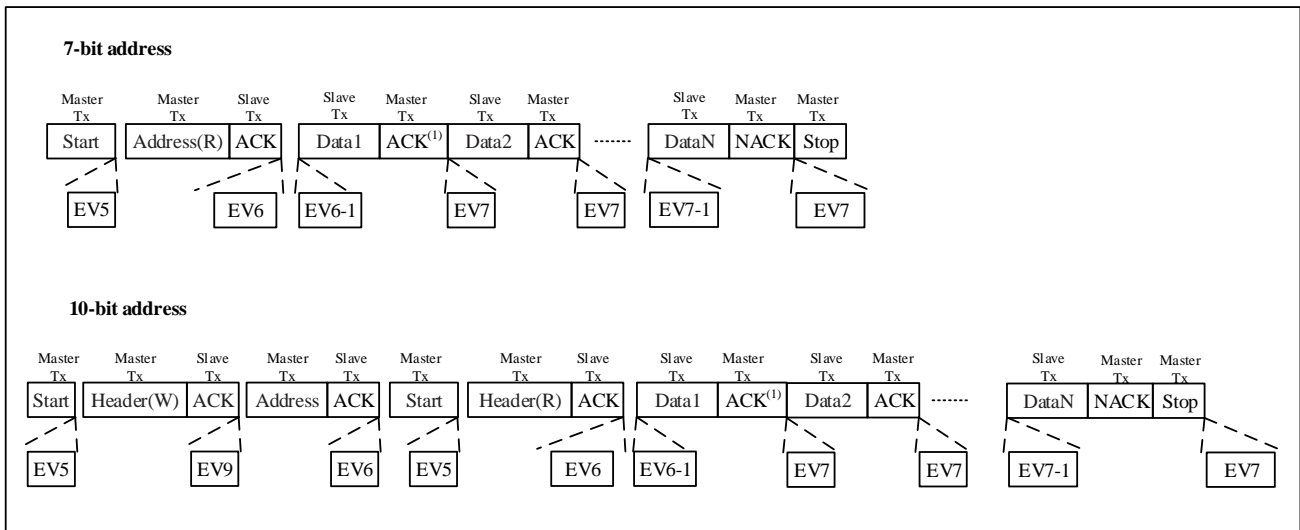 7-bit address
Master Tx Master Tx Slave Tx Slave Tx Master Tx Slave Tx Master Tx Slave Tx Master Tx Master Tx
Start Address(R) ACK Data1 ACK(1) Data2 ACK ........ DataN NACK Stop
EV5 EV6 EV6-1 EV7 EV7 EV7-1 EV7
10-bit address
Master Tx Master Tx Slave Tx Master Tx Slave Tx Master Tx Master Tx Slave Tx Slave Tx Master Tx Slave Tx Master Tx Slave Tx Master Tx Master Tx
Start Header(W) ACK Address ACK Start Header(R) ACK Data1 ACK(1) Data2 ACK ........ DataN NACK Stop
EV5 EV9 EV6 EV5 EV6 EV6-1 EV7 EV7 EV7-1 EV7